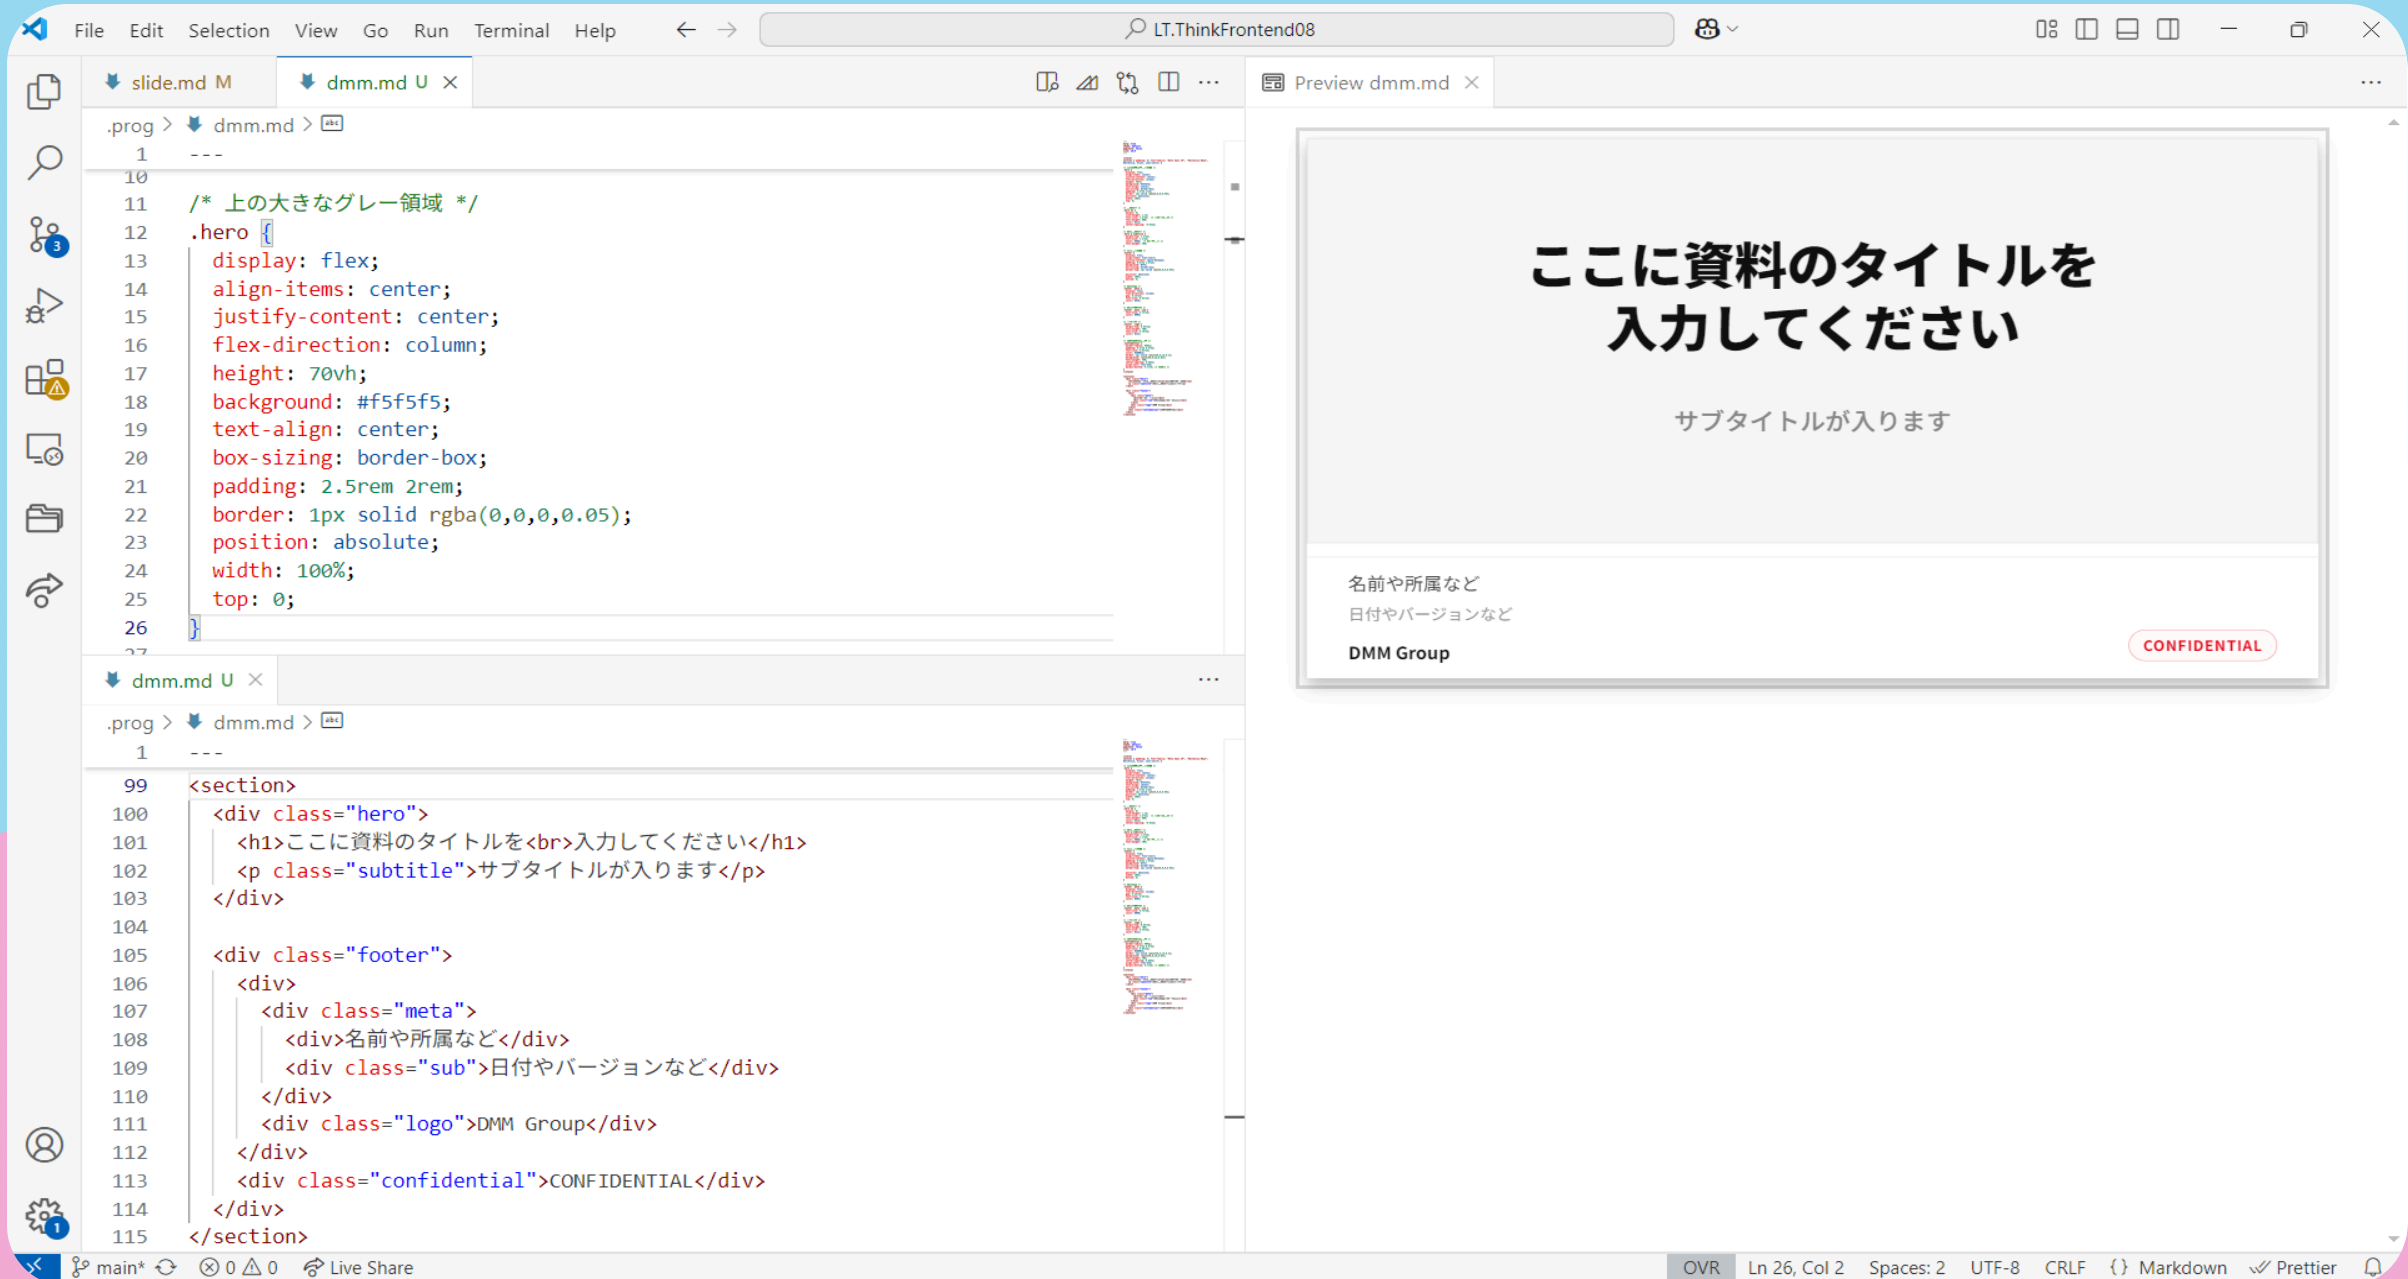 File Edit Selection View Go Run Terminal Help
LT.ThinkFrontend08
slide.md M
dmm.md U
.prog > dmm.md >
1 ---
10
11 /* 上の大きなグレー領域 */
12 .hero {
13 display: flex;
14 align-items: center;
15 justify-content: center;
16 flex-direction: column;
17 height: 70vh;
18 background: #f5f5f5;
19 text-align: center;
20 box-sizing: border-box;
21 padding: 2.5rem 2rem;
22 border: 1px solid rgba(0,0,0,0.05);
23 position: absolute;
24 width: 100%;
25 top: 0;
26 }
27
dmm.md U
.prog > dmm.md >
1 ---
99 <section>
100 <div class="hero">
101 <h1>ここに資料のタイトルを<br>入力してください</h1>
102 <p class="subtitle">サブタイトルが入ります</p>
103 </div>
104
105 <div class="footer">
106 <div>
107 <div class="meta">
108 <div>名前や所属など</div>
109 <div class="sub">日付やバージョンなど</div>
110 </div>
111 <div class="logo">DMM Group</div>
112 </div>
113 <div class="confidential">CONFIDENTIAL</div>
114 </div>
115 </section>
Preview dmm.md
ここに資料のタイトルを
入力してください
サブタイトルが入ります
名前や所属など
日付やバージョンなど
DMM Group
CONFIDENTIAL
3
1
main* 0 0 Live Share
OVR Ln 26, Col 2 Spaces: 2 UTF-8 CRLF {} Markdown Prettier